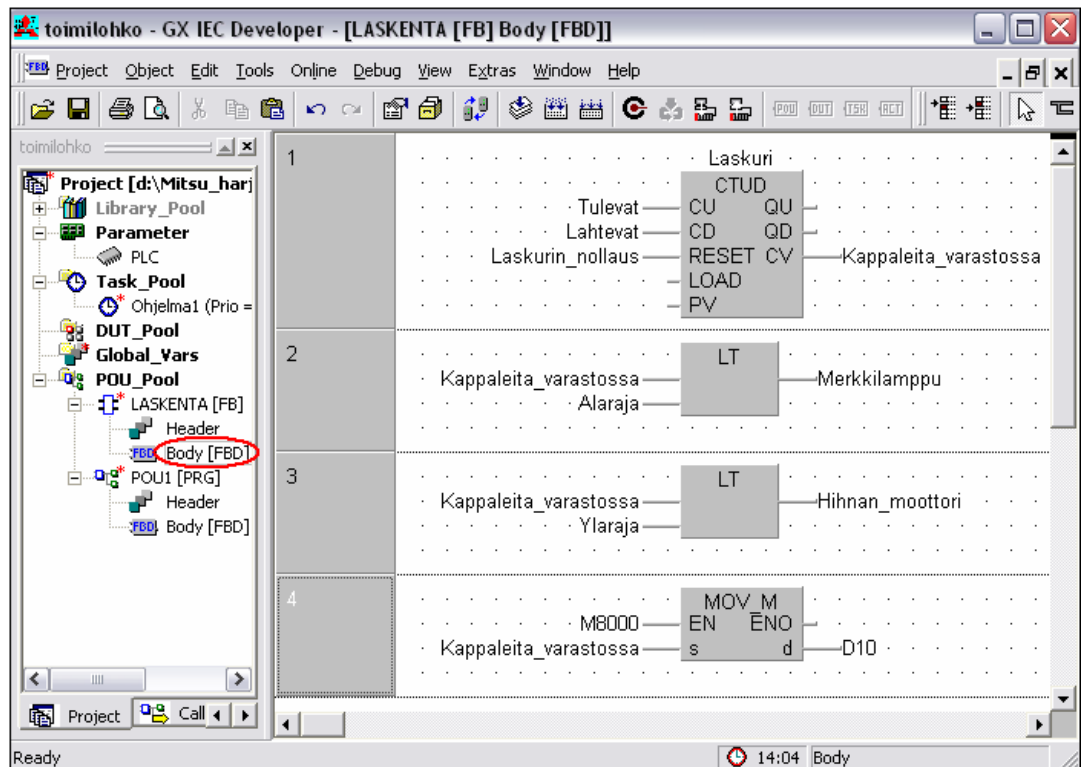 toimilohko - GX IEC Developer - [LASKENTA [FB] Body [FBD]]
Project Object Edit Tools Online Debug View Extras Window Help
toimilohko
Project [d:\Mitsu_harj
Library_Pool
Parameter
PLC
Task_Pool
Ohjelma1 (Prio =
DUT_Pool
Global_Vars
POU_Pool
LASKENTA [FB]
Header
FBD Body [FBD]
POU1 [PRG]
Header
FBD Body [FBD]
Project Call
1
Laskuri
CTUD
Tulevat CU QU
Lahtevat CD QD
Laskurin_nollaus RESET CV Kappaleita_varastossa
LOAD
PV
2
LT
Kappaleita_varastossa Merkkilamppu
Alaraja
3
LT
Kappaleita_varastossa Hihnan_moottori
Ylaraja
4
MOV_M
M8000 EN ENO
Kappaleita_varastossa s d D10
Ready 14:04 Body